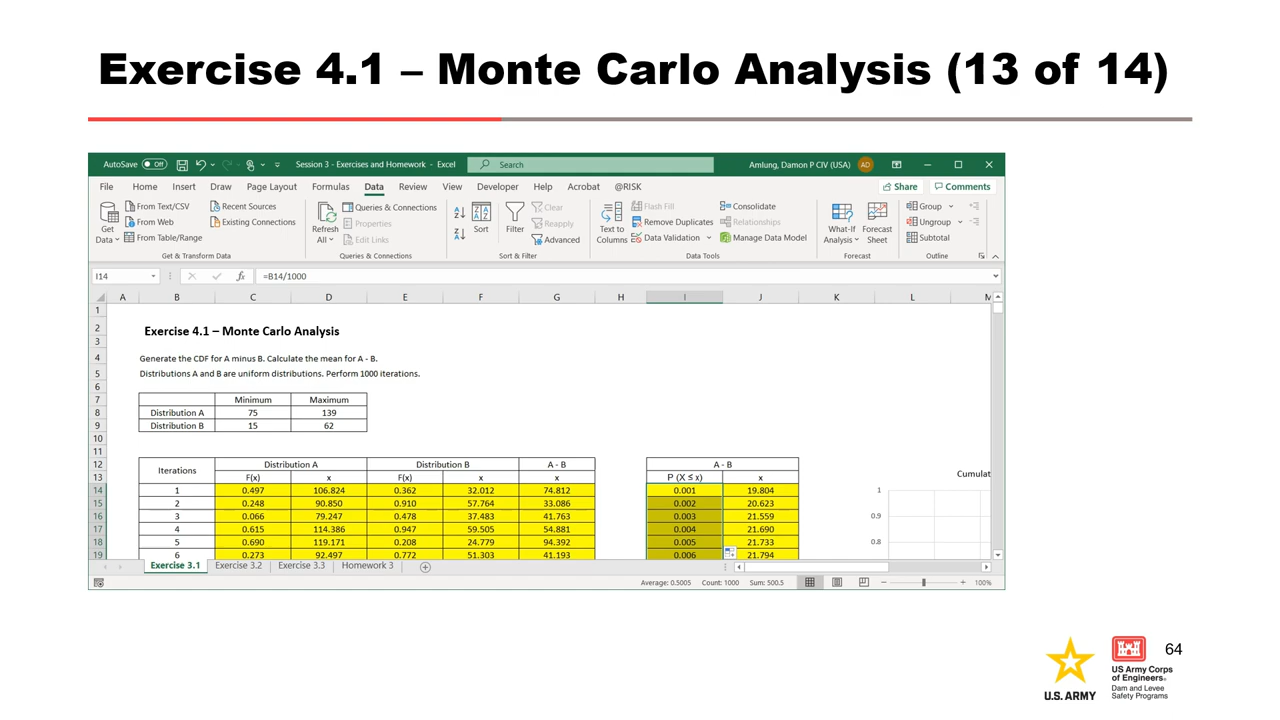 Exercise 4.1 – Monte Carlo Analysis (13 of 14)
AutoSave Off Session 3 - Exercises and Homework - Excel Search Amlung, Damon P CIV (USA) AD
File Home Insert Draw Page Layout Formulas Data Review View Developer Help Acrobat @RISK Share Comments
Get Data From Text/CSV Recent Sources
From Web Existing Connections
From Table/Range
Get & Transform Data
Refresh All Queries & Connections
Properties
Edit Links
Queries & Connections
Sort Filter Clear
Reapply
Advanced
Sort & Filter
Text to Columns Flash Fill Consolidate
Remove Duplicates Relationships
Data Validation Manage Data Model
Data Tools
What-If Analysis Forecast Sheet
Forecast
Group
Ungroup
Subtotal
Outline
I14 fx =B14/1000
A B C D E F G H I J K L M
1
2 Exercise 4.1 – Monte Carlo Analysis
3
4 Generate the CDF for A minus B. Calculate the mean for A - B.
5 Distributions A and B are uniform distributions. Perform 1000 iterations.
6
7 Minimum Maximum
8 Distribution A 75 139
9 Distribution B 15 62
10
11
12 Iterations Distribution A Distribution B A - B A - B
13 F(x) x F(x) x x P (X ≤ x) x Cumulat
14 1 0.497 106.824 0.362 32.012 74.812 0.001 19.804 1
15 2 0.248 90.850 0.910 57.764 33.086 0.002 20.623
16 3 0.066 79.247 0.478 37.483 41.763 0.003 21.559 0.9
17 4 0.615 114.386 0.947 59.505 54.881 0.004 21.690
18 5 0.690 119.171 0.208 24.779 94.392 0.005 21.733 0.8
19 6 0.273 92.497 0.772 51.303 41.193 0.006 21.794
Exercise 3.1 Exercise 3.2 Exercise 3.3 Homework 3
Average: 0.5005 Count: 1000 Sum: 500.5 100%
U.S. ARMY
US Army Corps
of Engineers®
Dam and Levee
Safety Programs
64